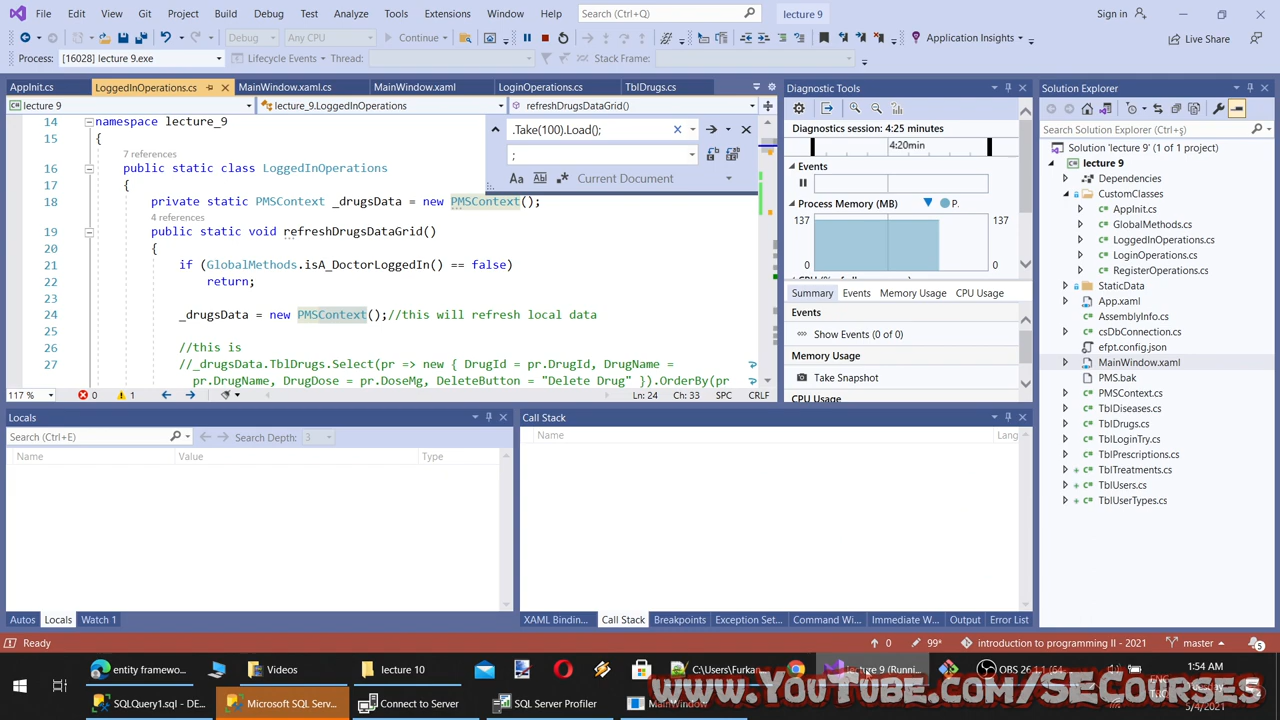 File Edit View Git Project Build Debug Test Analyze Tools Extensions Window Help Search (Ctrl+Q) lecture 9 Sign in
Debug Any CPU Continue Application Insights Live Share
Process: [16028] lecture 9.exe Lifecycle Events Thread: Stack Frame:
AppInit.cs LoggedInOperations.cs MainWindow.xaml.cs MainWindow.xaml LoginOperations.cs TblDrugs.cs
lecture 9 lecture_9.LoggedInOperations refreshDrugsDataGrid()
14 namespace lecture_9
15 {
7 references
16 public static class LoggedInOperations
17 {
18 private static PMSContext _drugsData = new PMSContext();
4 references
19 public static void refreshDrugsDataGrid()
20 {
21 if (GlobalMethods.isA_DoctorLoggedIn() == false)
22 return;
23
24 _drugsData = new PMSContext();//this will refresh local data
25
26 //this is
27 //_drugsData.TblDrugs.Select(pr => new { DrugId = pr.DrugId, DrugName =
pr.DrugName, DrugDose = pr.DoseMg, DeleteButton = "Delete Drug" }).OrderBy(pr
.Take(100).Load();
;
Aa Ab .* Current Document
117 % 0 1 Ln: 24 Ch: 33 SPC CRLF
Diagnostic Tools
Diagnostics session: 4:25 minutes
4:20min
Events
Process Memory (MB) P.
137 137
0 0
Summary Events Memory Usage CPU Usage
Events
Show Events (0 of 0)
Memory Usage
Take Snapshot
CPU Usage
Solution Explorer
Search Solution Explorer (Ctrl+ş)
Solution 'lecture 9' (1 of 1 project)
lecture 9
Dependencies
CustomClasses
AppInit.cs
GlobalMethods.cs
LoggedInOperations.cs
LoginOperations.cs
RegisterOperations.cs
StaticData
App.xaml
AssemblyInfo.cs
csDbConnection.cs
efpt.config.json
MainWindow.xaml
PMS.bak
PMSContext.cs
TblDiseases.cs
TblDrugs.cs
TblLoginTry.cs
TblPrescriptions.cs
TblTreatments.cs
TblUsers.cs
TblUserTypes.cs
Locals
Search (Ctrl+E) Search Depth: 3
Name Value Type
Autos Locals Watch 1
Call Stack
Name Lang
XAML Bindin... Call Stack Breakpoints Exception Set... Command Wi... Immediate W... Output Error List
Ready 0 99* introduction to programming II - 2021 master 5
entity framewo... Videos lecture 10 C:\Users\Furkan... lecture 9 (Runni... OBS 26.1.1 (64... 1:54 AM
SQLQuery1.sql - DE... Microsoft SQL Serv... Connect to Server SQL Server Profiler MainWindow 5/4/2021
www.YouTube.com/SECourses